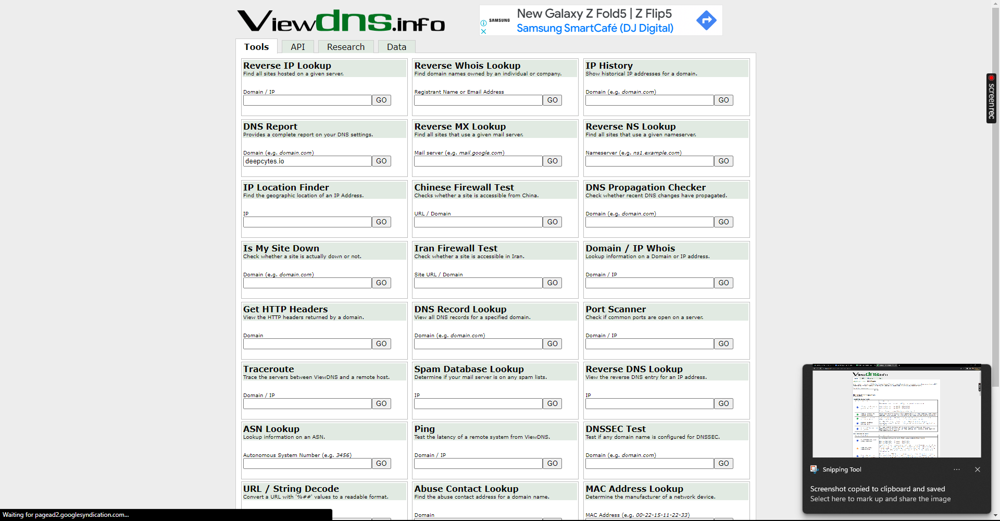 Viewdns.info
SAMSUNG
New Galaxy Z Fold5 | Z Flip5
Samsung SmartCafé (DJ Digital)
Tools
API
Research
Data
Reverse IP Lookup
Find all sites hosted on a given server.
Domain / IP
GO
Reverse Whois Lookup
Find domain names owned by an individual or company.
Registrant Name or Email Address
GO
IP History
Show historical IP addresses for a domain.
Domain (e.g. domain.com)
GO
DNS Report
Provides a complete report on your DNS settings.
Domain (e.g. domain.com)
deepcytes.io
GO
Reverse MX Lookup
Find all sites that use a given mail server.
Mail server (e.g. mail.google.com)
GO
Reverse NS Lookup
Find all sites that use a given nameserver.
Nameserver (e.g. ns1.example.com)
GO
IP Location Finder
Find the geographic location of an IP Address.
IP
GO
Chinese Firewall Test
Checks whether a site is accessible from China.
URL / Domain
GO
DNS Propagation Checker
Check whether recent DNS changes have propagated.
Domain (e.g. domain.com)
GO
Is My Site Down
Check whether a site is actually down or not.
Domain (e.g. domain.com)
GO
Iran Firewall Test
Check whether a site is accessible in Iran.
Site URL / Domain
GO
Domain / IP Whois
Lookup information on a Domain or IP address.
Domain / IP
GO
Get HTTP Headers
View the HTTP headers returned by a domain.
Domain
GO
DNS Record Lookup
View all DNS records for a specified domain.
Domain (e.g. domain.com)
GO
Port Scanner
Check if common ports are open on a server.
Domain / IP
GO
Traceroute
Trace the servers between ViewDNS and a remote host.
Domain / IP
GO
Spam Database Lookup
Determine if your mail server is on any spam lists.
IP
GO
Reverse DNS Lookup
View the reverse DNS entry for an IP address.
IP
GO
ASN Lookup
Lookup information on an ASN.
Autonomous System Number (e.g. 3456)
GO
Ping
Test the latency of a remote system from ViewDNS.
Domain / IP
GO
DNSSEC Test
Test if any domain name is configured for DNSSEC.
Domain (e.g. domain.com)
GO
URL / String Decode
Convert a URL with '%##' values to a readable format.
Abuse Contact Lookup
Find the abuse contact address for a domain name.
Domain
MAC Address Lookup
Determine the manufacturer of a network device.
MAC Address (e.g. 00-22-15-11-22-33)
screenrec
Viewdns.info
Snipping Tool
Screenshot copied to clipboard and saved
Select here to mark up and share the image
Waiting for pagead2.googlesyndication.com...